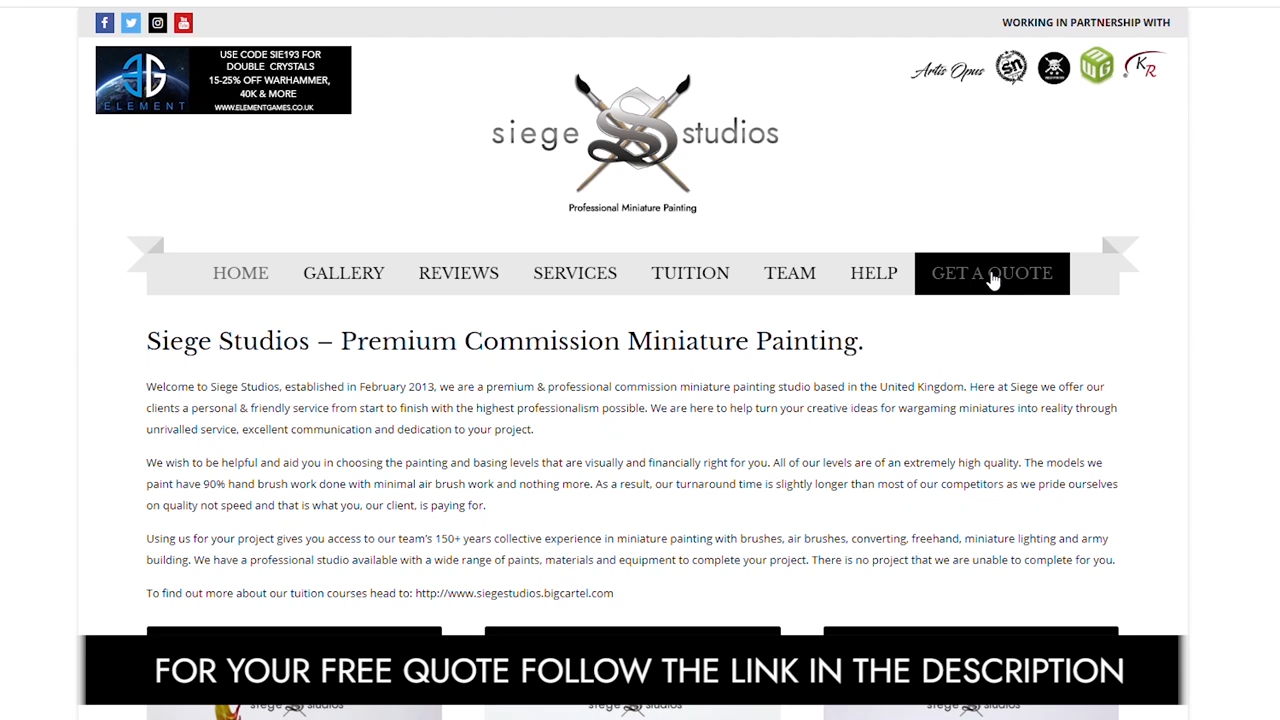 WORKING IN PARTNERSHIP WITH
USE CODE SIE193 FOR
DOUBLE CRYSTALS
15-25% OFF WARHAMMER,
40K & MORE
WWW.ELEMENTGAMES.CO.UK
ELEMENT
Artis Opus
KR
siege S studios
Professional Miniature Painting
HOME GALLERY REVIEWS SERVICES TUITION TEAM HELP GET A QUOTE
Siege Studios – Premium Commission Miniature Painting.
Welcome to Siege Studios, established in February 2013, we are a premium & professional commission miniature painting studio based in the United Kingdom. Here at Siege we offer our
clients a personal & friendly service from start to finish with the highest professionalism possible. We are here to help turn your creative ideas for wargaming miniatures into reality through
unrivalled service, excellent communication and dedication to your project.
We wish to be helpful and aid you in choosing the painting and basing levels that are visually and financially right for you. All of our levels are of an extremely high quality. The models we
paint have 90% hand brush work done with minimal air brush work and nothing more. As a result, our turnaround time is slightly longer than most of our competitors as we pride ourselves
on quality not speed and that is what you, our client, is paying for.
Using us for your project gives you access to our team's 150+ years collective experience in miniature painting with brushes, air brushes, converting, freehand, miniature lighting and army
building. We have a professional studio available with a wide range of paints, materials and equipment to complete your project. There is no project that we are unable to complete for you.
To find out more about our tuition courses head to: http://www.siegestudios.bigcartel.com
FOR YOUR FREE QUOTE FOLLOW THE LINK IN THE DESCRIPTION